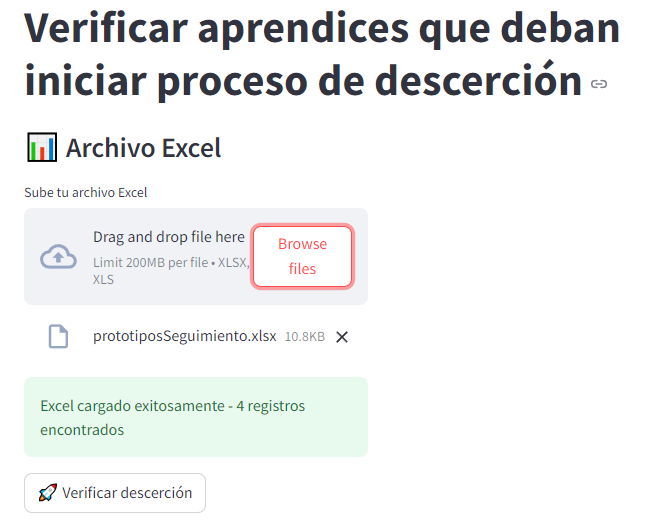 Verificar aprendices que deban
iniciar proceso de descerción
Archivo Excel
Sube tu archivo Excel
Drag and drop file here
Limit 200MB per file • XLSX,
XLS
Browse
files
prototiposSeguimiento.xlsx 10.8KB
Excel cargado exitosamente - 4 registros
encontrados
Verificar descerción